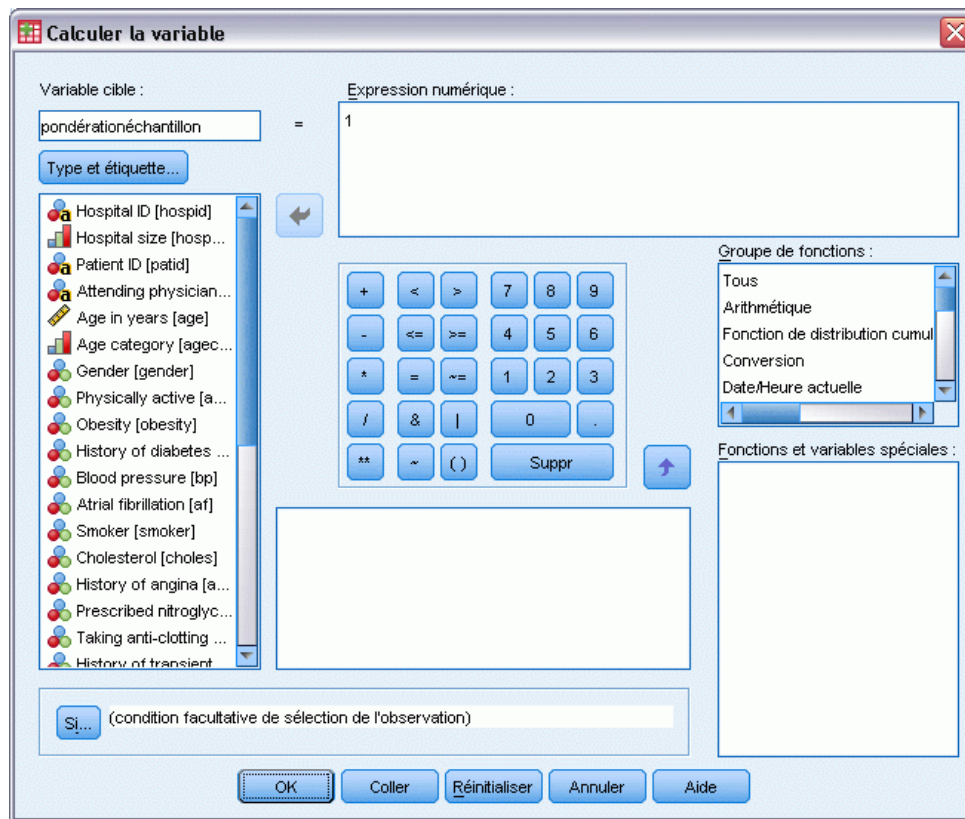 Calculer la variable
Variable cible :
Expression numérique :
pondérationéchantillon
=
1
Type et étiquette...
Hospital ID [hospid]
Hospital size [hosp...
Patient ID [patid]
Attending physician...
Age in years [age]
Age category [agec...
Gender [gender]
Physically active [a...
Obesity [obesity]
History of diabetes ...
Blood pressure [bp]
Atrial fibrillation [af]
Smoker [smoker]
Cholesterol [choles]
History of angina [a...
Prescribed nitroglyc...
Taking anti-clotting ...
History of transient
+ < > 7 8 9
- <= >= 4 5 6
* = ~= 1 2 3
/ & | 0 .
** ~ ( ) Suppr
Groupe de fonctions :
Tous
Arithmétique
Fonction de distribution cumul
Conversion
Date/Heure actuelle
Fonctions et variables spéciales :
Si... (condition facultative de sélection de l'observation)
OK Coller Réinitialiser Annuler Aide